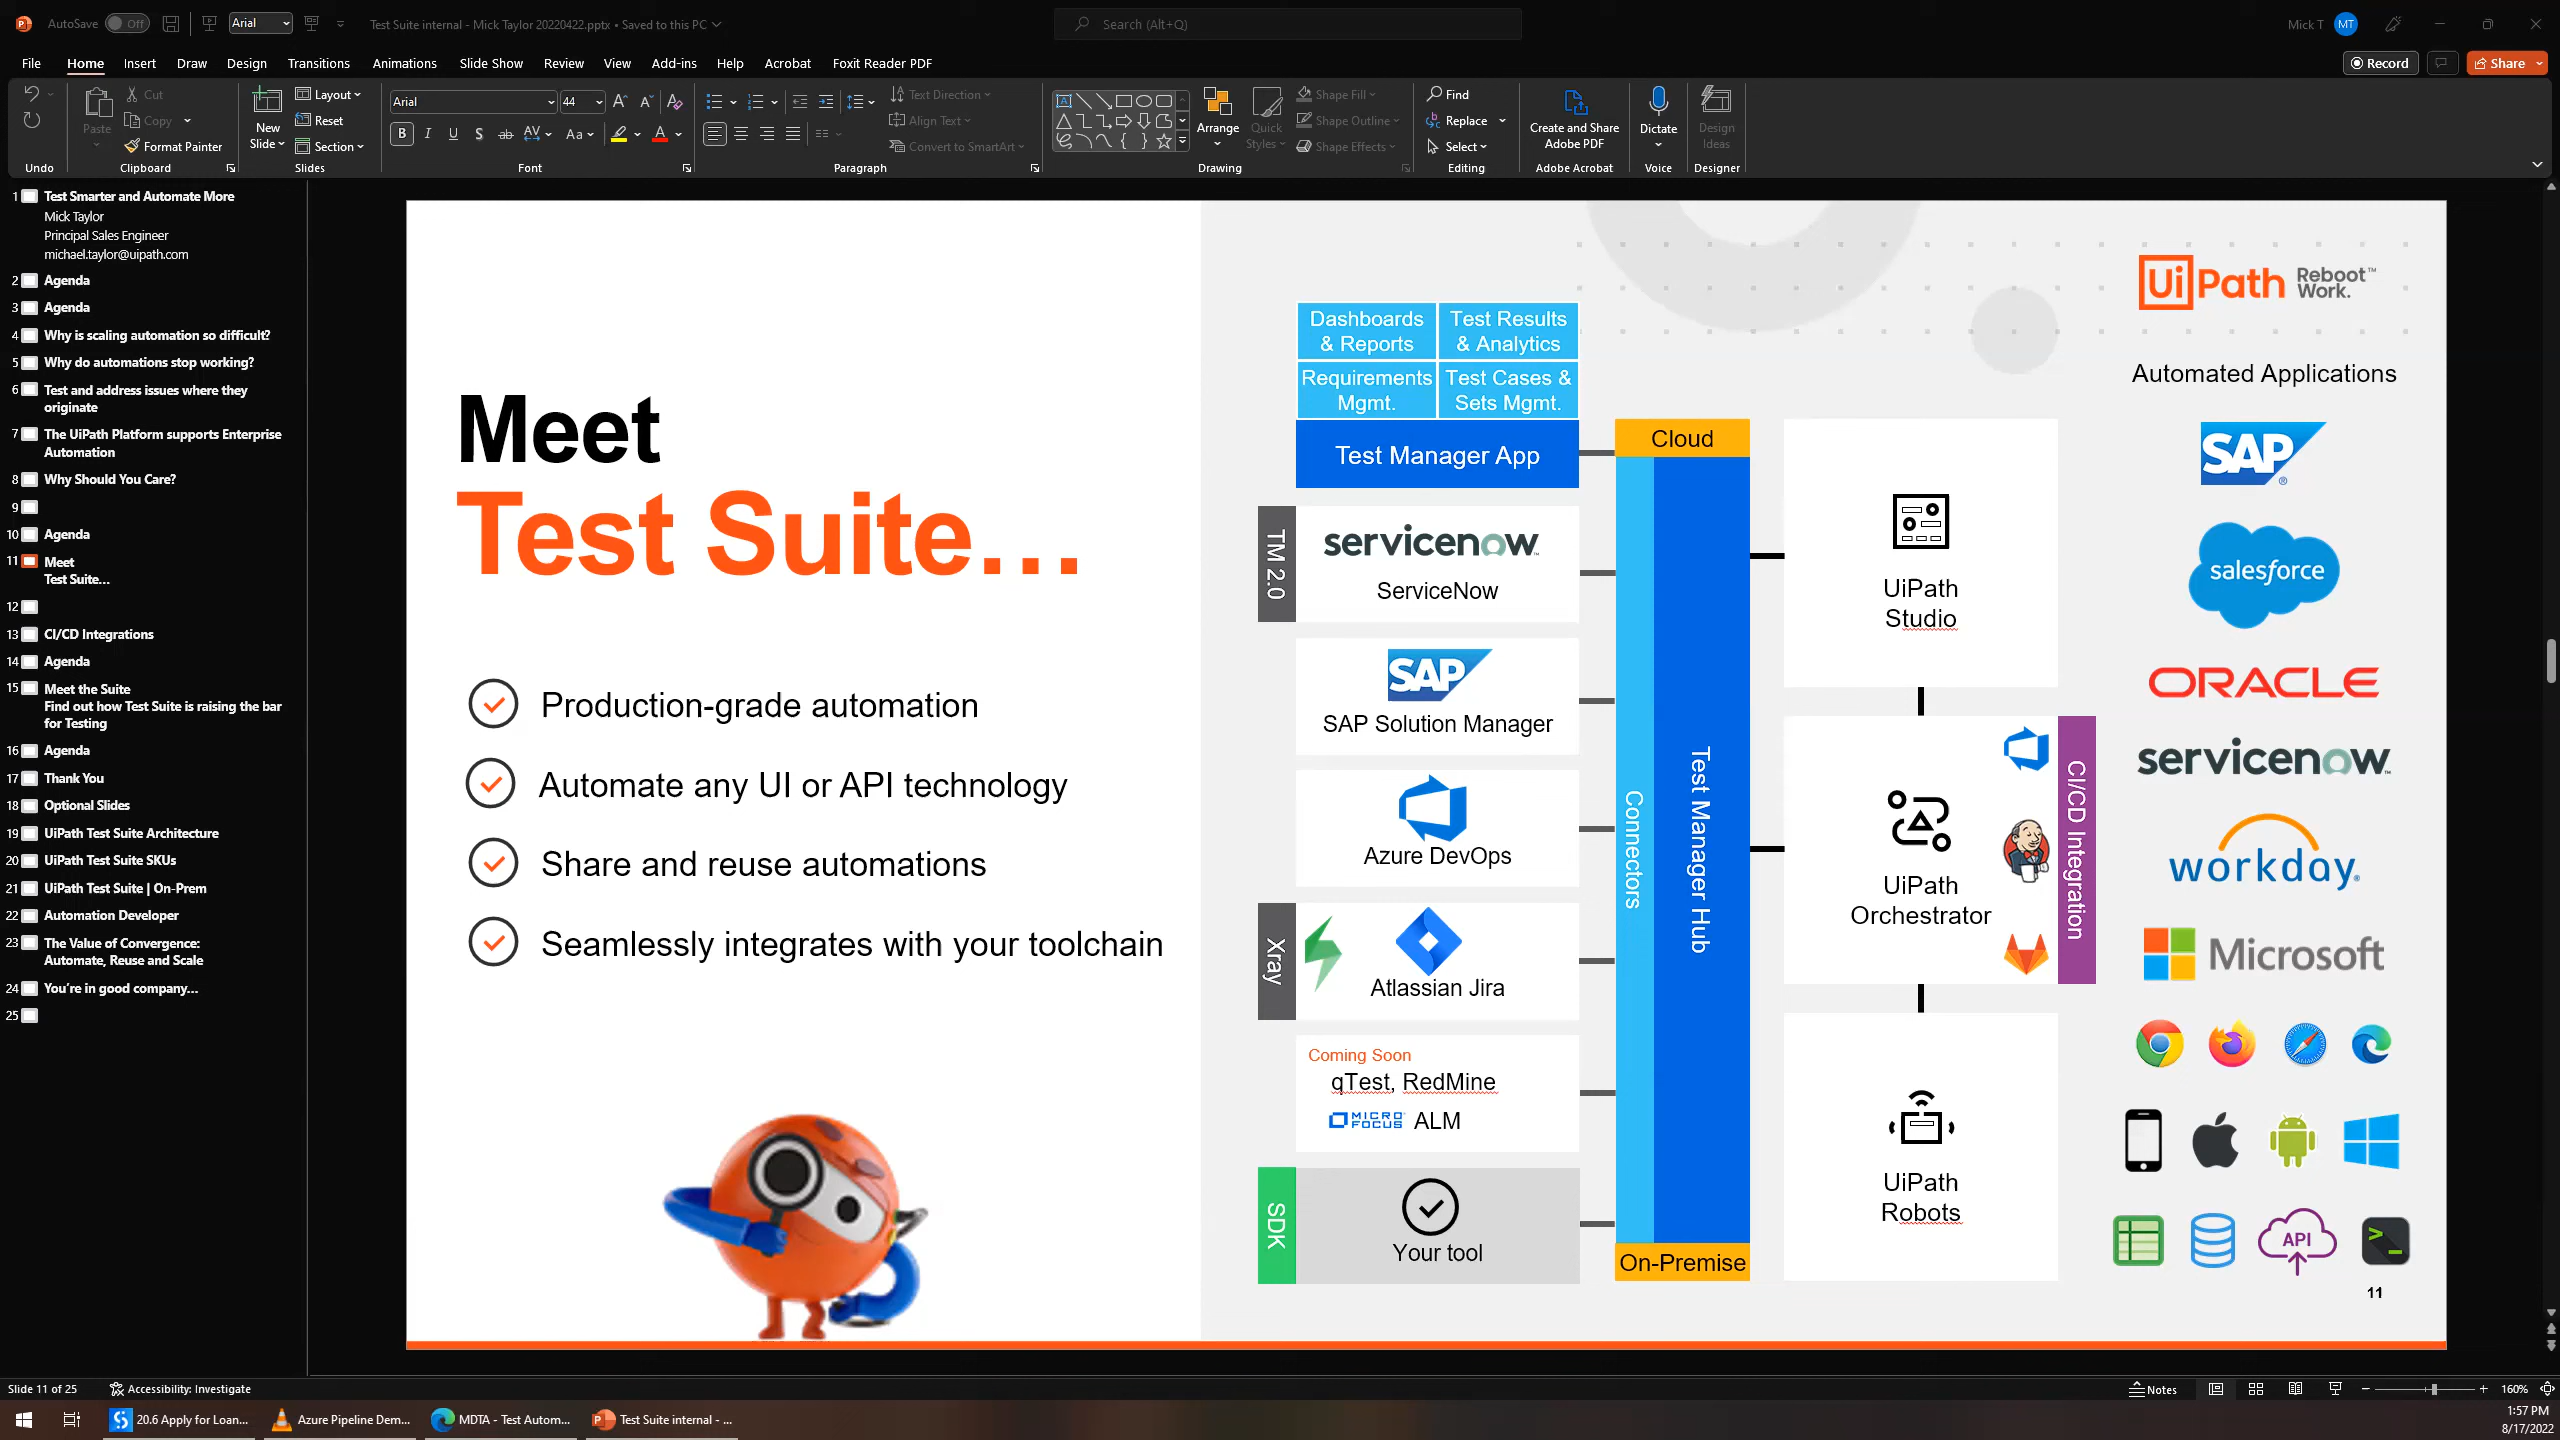 AutoSave Off Arial Test Suite internal - Mick Taylor 20220422.pptx • Saved to this PC Search (Alt+Q) Mick T MT
File Home Insert Draw Design Transitions Animations Slide Show Review View Add-ins Help Acrobat Foxit Reader PDF Record Share
Undo
Paste
Cut
Copy
Format Painter
Clipboard
New
Slide
Layout
Reset
Section
Slides
Arial 44
Font
Text Direction
Align Text
Convert to SmartArt
Paragraph
Arrange
Quick
Styles
Shape Fill
Shape Outline
Shape Effects
Drawing
Find
Replace
Select
Editing
Create and Share
Adobe PDF
Adobe Acrobat
Dictate
Voice
Design
Ideas
Designer
1 Test Smarter and Automate More
Mick Taylor
Principal Sales Engineer
michael.taylor@uipath.com
2 Agenda
3 Agenda
4 Why is scaling automation so difficult?
5 Why do automations stop working?
6 Test and address issues where they
originate
7 The UiPath Platform supports Enterprise
Automation
8 Why Should You Care?
9
10 Agenda
11 Meet
Test Suite...
12
13 CI/CD Integrations
14 Agenda
15 Meet the Suite
Find out how Test Suite is raising the bar
for Testing
16 Agenda
17 Thank You
18 Optional Slides
19 UiPath Test Suite Architecture
20 UiPath Test Suite SKUs
21 UiPath Test Suite | On-Prem
22 Automation Developer
23 The Value of Convergence:
Automate, Reuse and Scale
24 You're in good company...
25
Meet
Test Suite...
Production-grade automation
Automate any UI or API technology
Share and reuse automations
Seamlessly integrates with your toolchain
Dashboards
& Reports
Test Results
& Analytics
Requirements
Mgmt.
Test Cases &
Sets Mgmt.
Test Manager App
TM 2.0
servicenow
ServiceNow
SAP
SAP Solution Manager
Azure DevOps
Xray
Atlassian Jira
Coming Soon
qTest, RedMine
MICRO
FOCUS
ALM
SDK
Your tool
Cloud
Connectors
Test Manager Hub
On-Premise
UiPath
Studio
UiPath
Orchestrator
CI/CD Integration
UiPath
Robots
UiPath Reboot™
Work.
Automated Applications
SAP®
salesforce
ORACLE
servicenow™
workday®
Microsoft
API
>_
11
Slide 11 of 25 Accessibility: Investigate Notes 160%
20.6 Apply for Loan... Azure Pipeline Dem... MDTA - Test Autom... Test Suite internal - ...
1:57 PM
8/17/2022